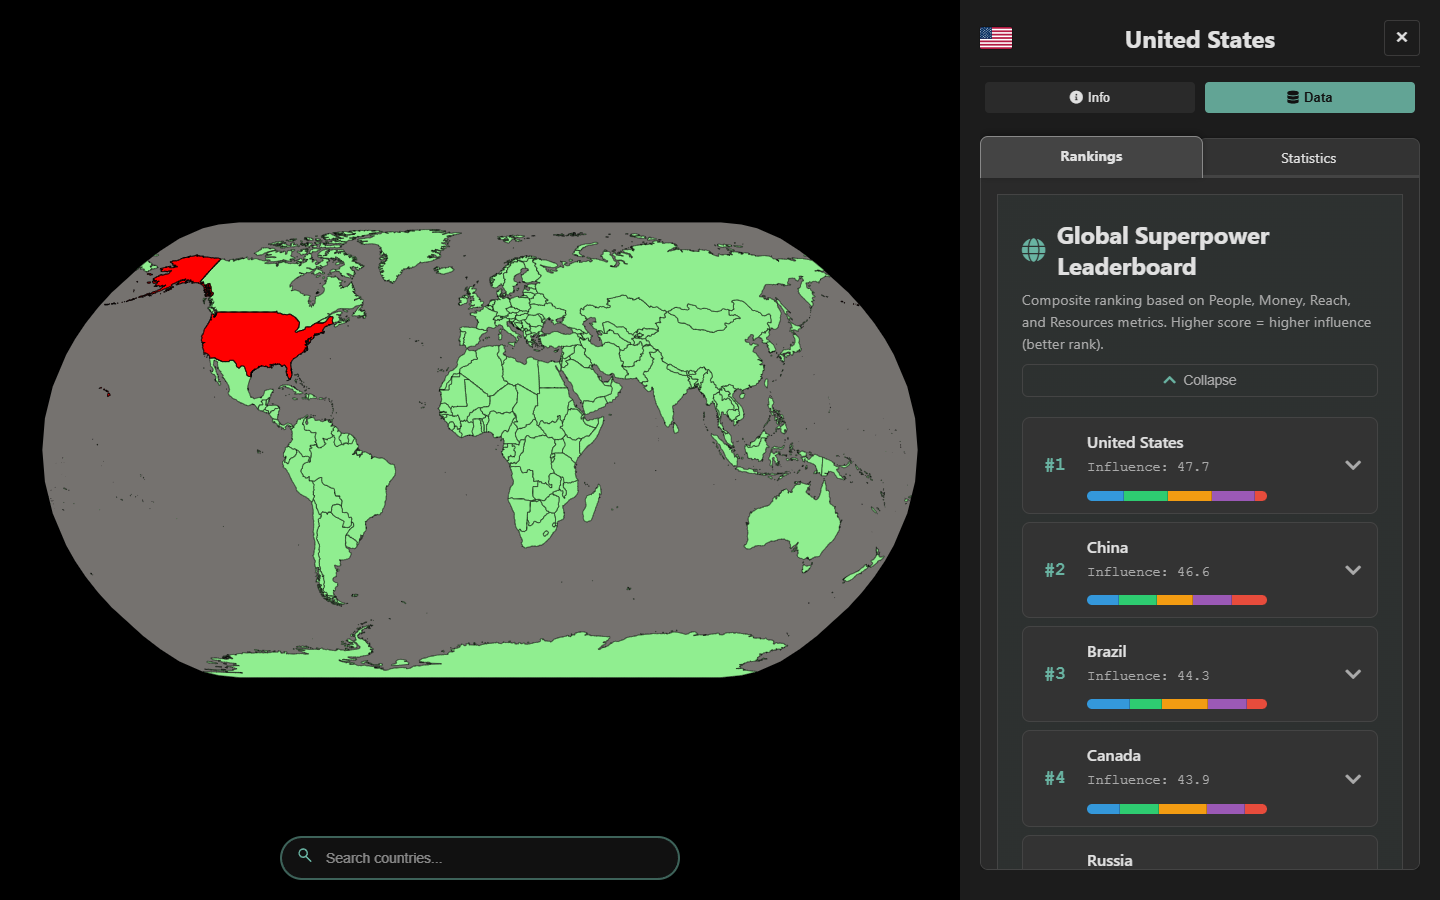 United States
Info
Data
Rankings
Statistics
Global Superpower
Leaderboard
Composite ranking based on People, Money, Reach,
and Resources metrics. Higher score = higher influence
(better rank).
Collapse
#1
United States
Influence: 47.7
#2
China
Influence: 46.6
#3
Brazil
Influence: 44.3
#4
Canada
Influence: 43.9
Russia
Search countries...